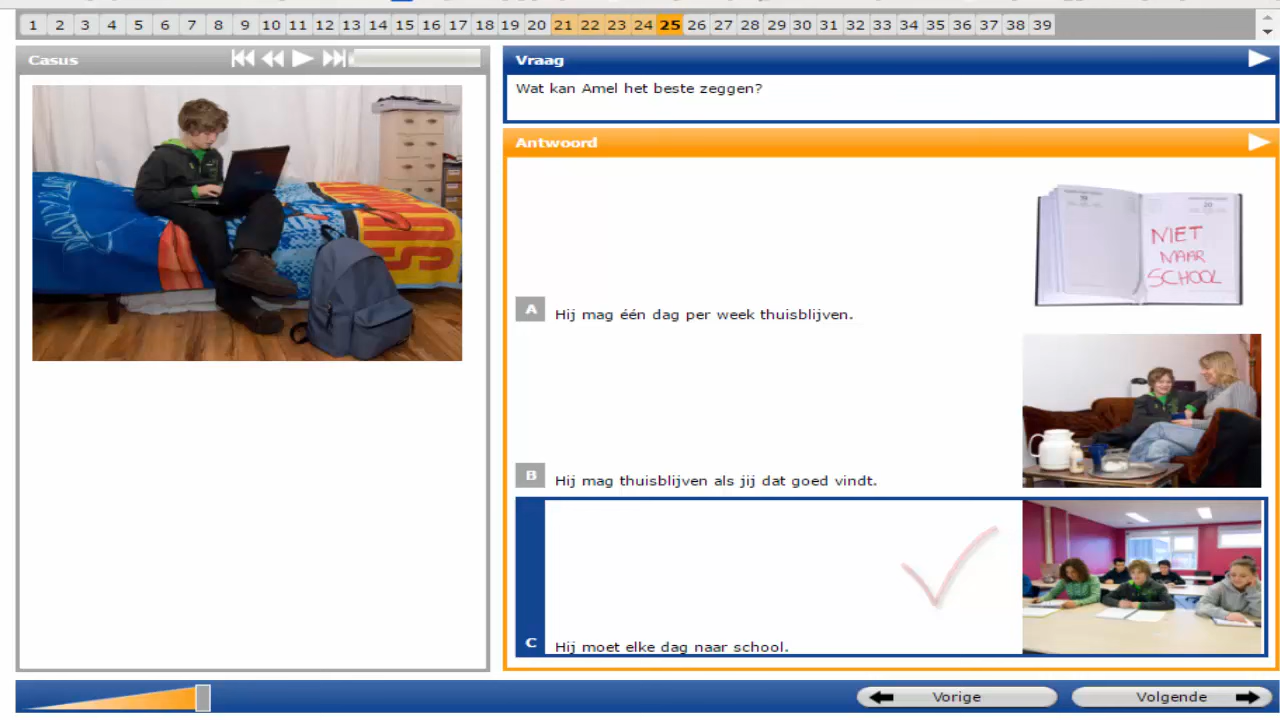 1 2 3 4 5 6 7 8 9 10 11 12 13 14 15 16 17 18 19 20 21 22 23 24 25 26 27 28 29 30 31 32 33 34 35 36 37 38 39
Casus
Vraag
Wat kan Amel het beste zeggen?
Antwoord
NIET
NAAR
SCHOOL
A Hij mag één dag per week thuisblijven.
B Hij mag thuisblijven als jij dat goed vindt.
C Hij moet elke dag naar school.
Vorige
Volgende